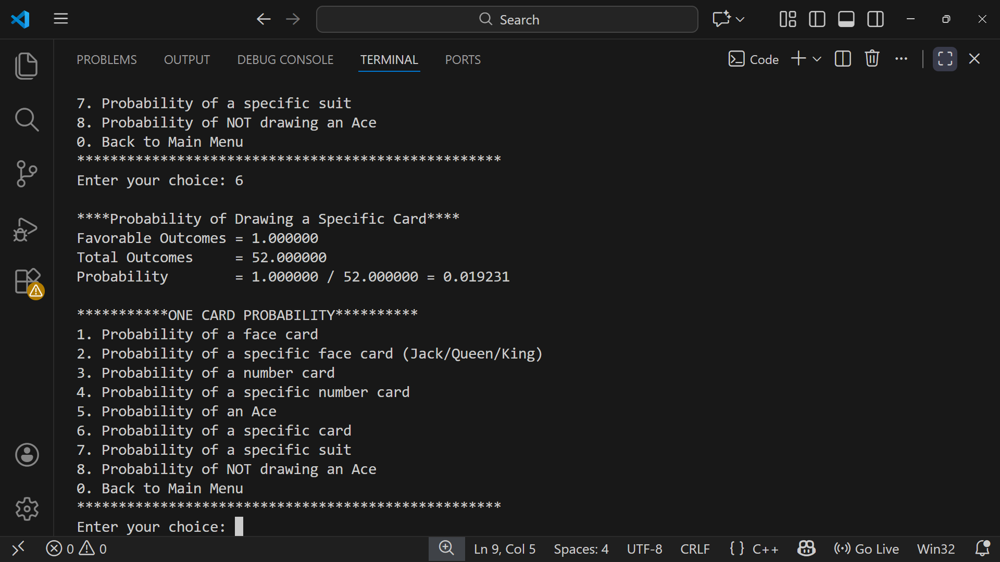 Search
PROBLEMS OUTPUT DEBUG CONSOLE TERMINAL PORTS Code
7. Probability of a specific suit
8. Probability of NOT drawing an Ace
0. Back to Main Menu
***************************************************
Enter your choice: 6
****Probability of Drawing a Specific Card****
Favorable Outcomes = 1.000000
Total Outcomes     = 52.000000
Probability        = 1.000000 / 52.000000 = 0.019231
***********ONE CARD PROBABILITY**********
1. Probability of a face card
2. Probability of a specific face card (Jack/Queen/King)
3. Probability of a number card
4. Probability of a specific number card
5. Probability of an Ace
6. Probability of a specific card
7. Probability of a specific suit
8. Probability of NOT drawing an Ace
0. Back to Main Menu
***************************************************
Enter your choice:
0 0 Ln 9, Col 5 Spaces: 4 UTF-8 CRLF {} C++ Go Live Win32